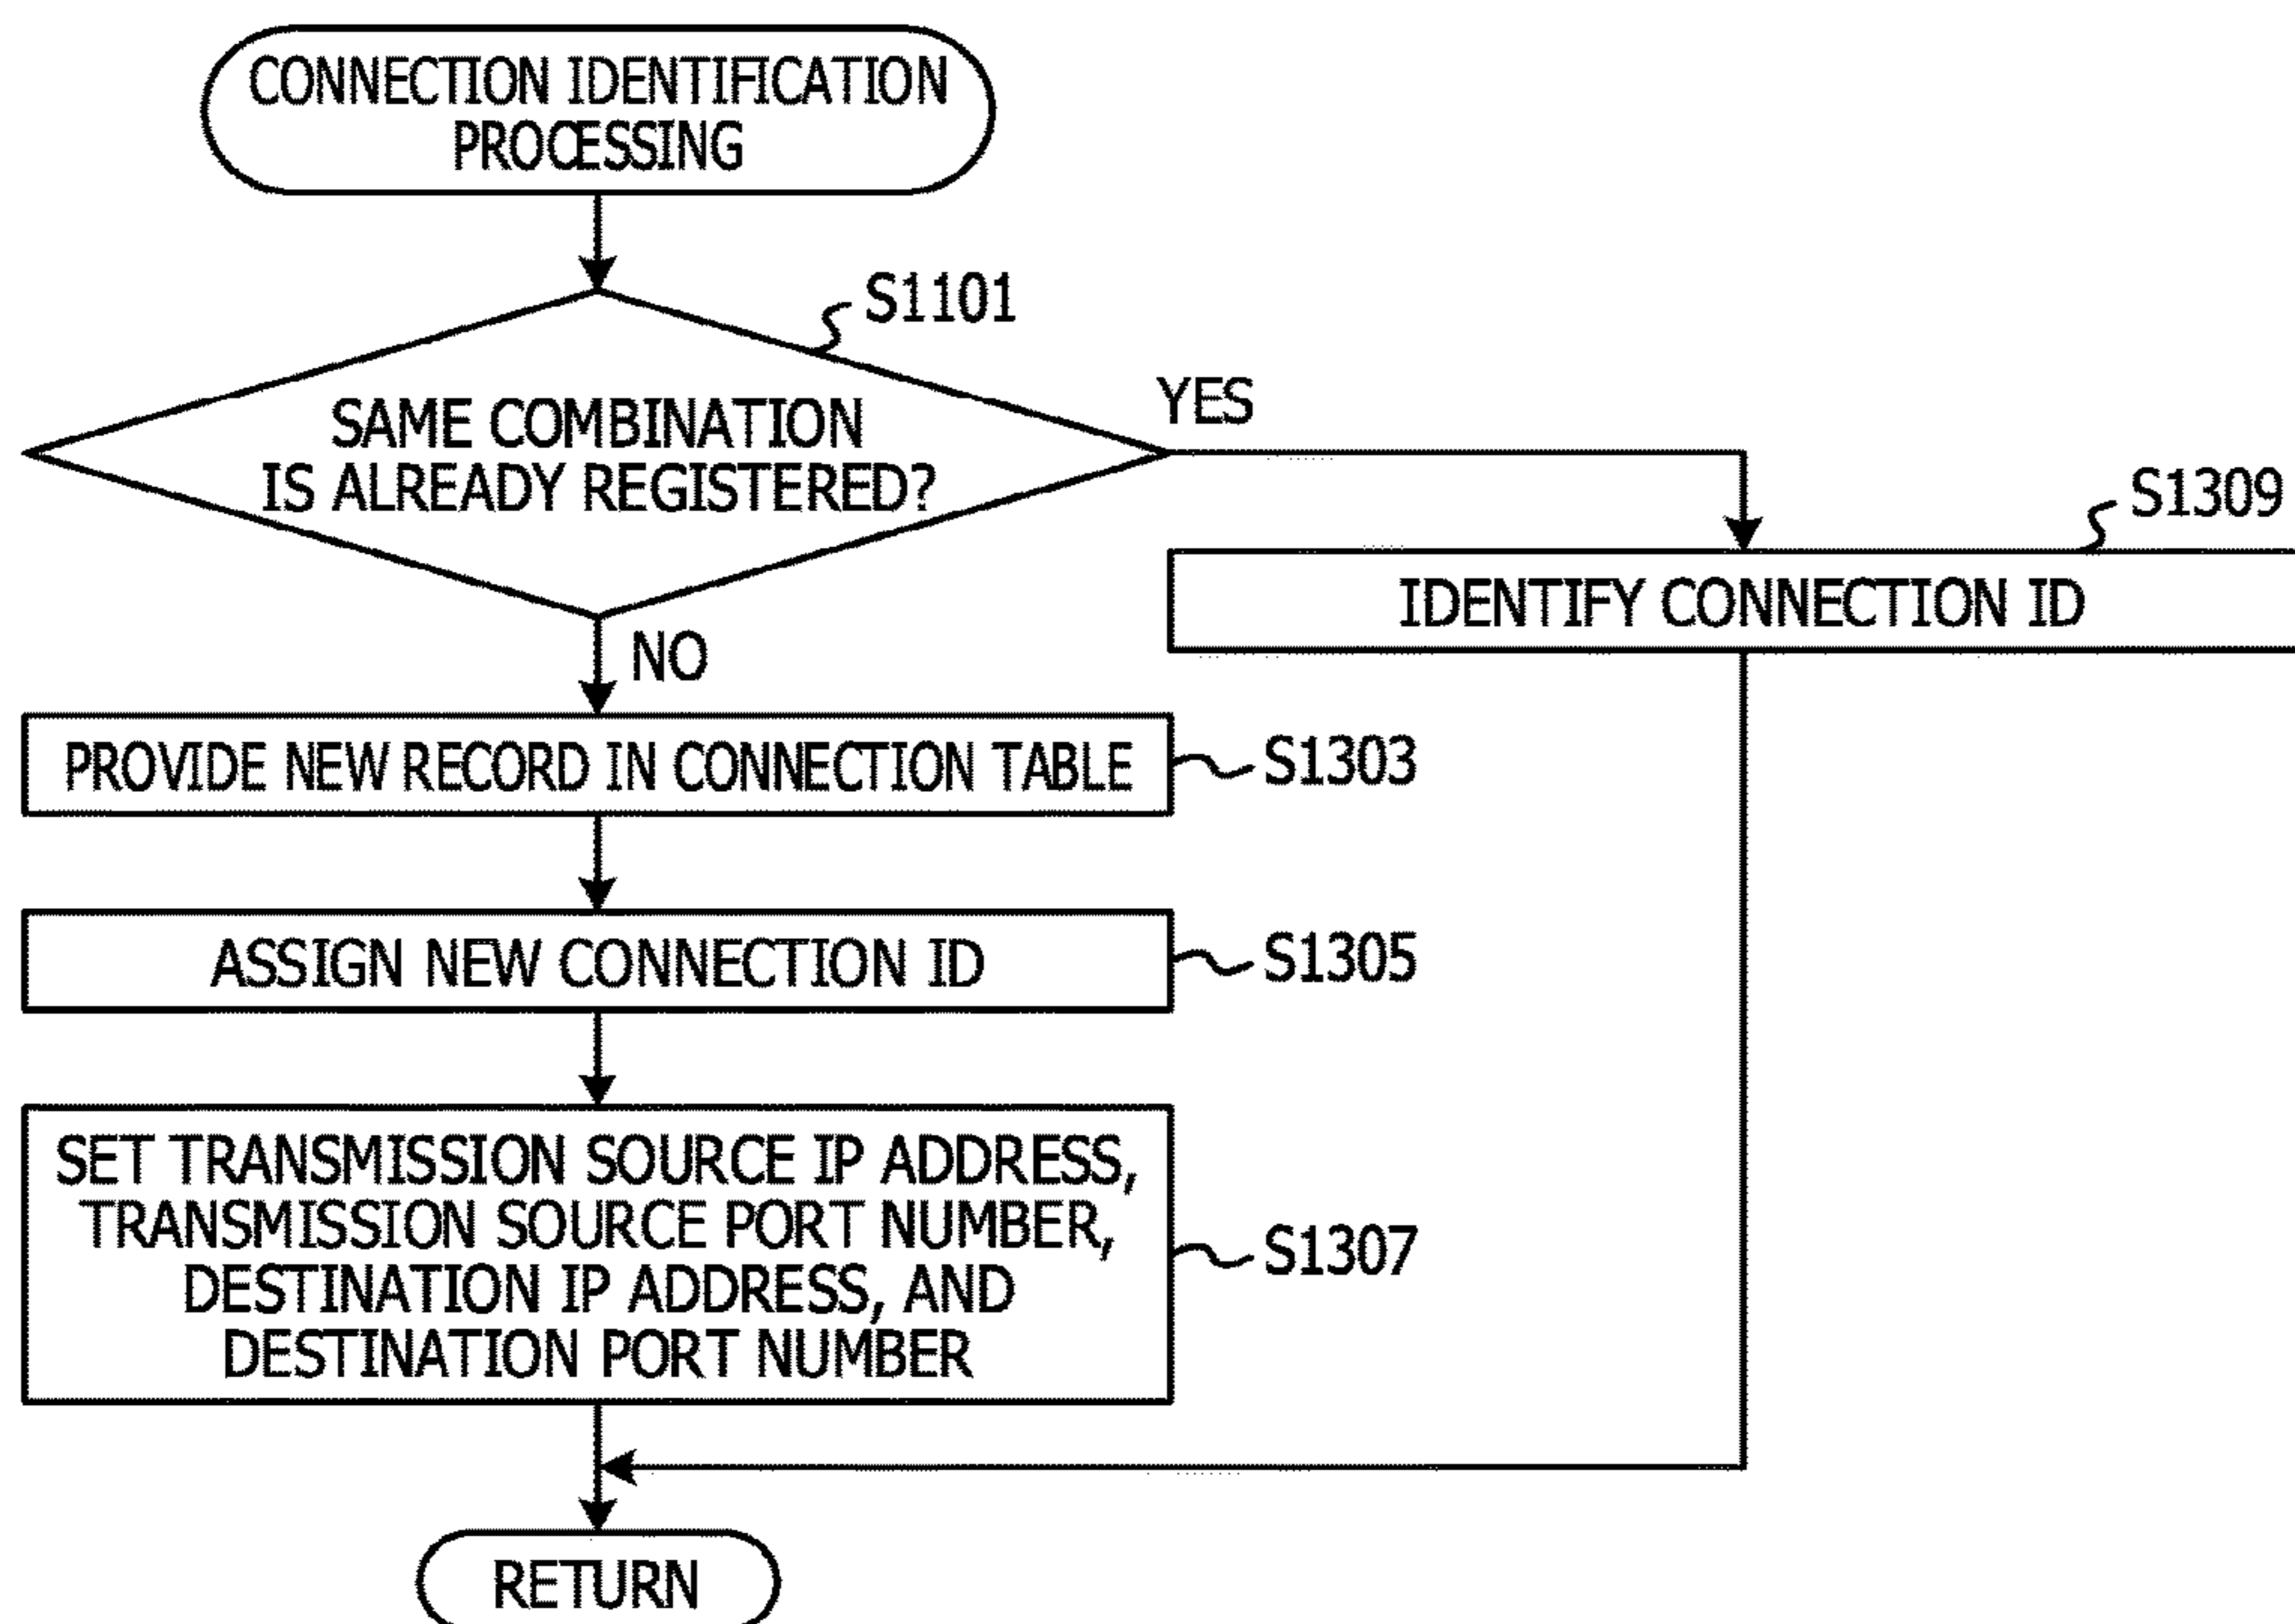 CONNECTION IDENTIFICATION
PROCESSING
S1101
SAME COMBINATION
IS ALREADY REGISTERED?
YES
S1309
IDENTIFY CONNECTION ID
NO
PROVIDE NEW RECORD IN CONNECTION TABLE
S1303
ASSIGN NEW CONNECTION ID
S1305
SET TRANSMISSION SOURCE IP ADDRESS,
TRANSMISSION SOURCE PORT NUMBER,
DESTINATION IP ADDRESS, AND
DESTINATION PORT NUMBER
S1307
RETURN